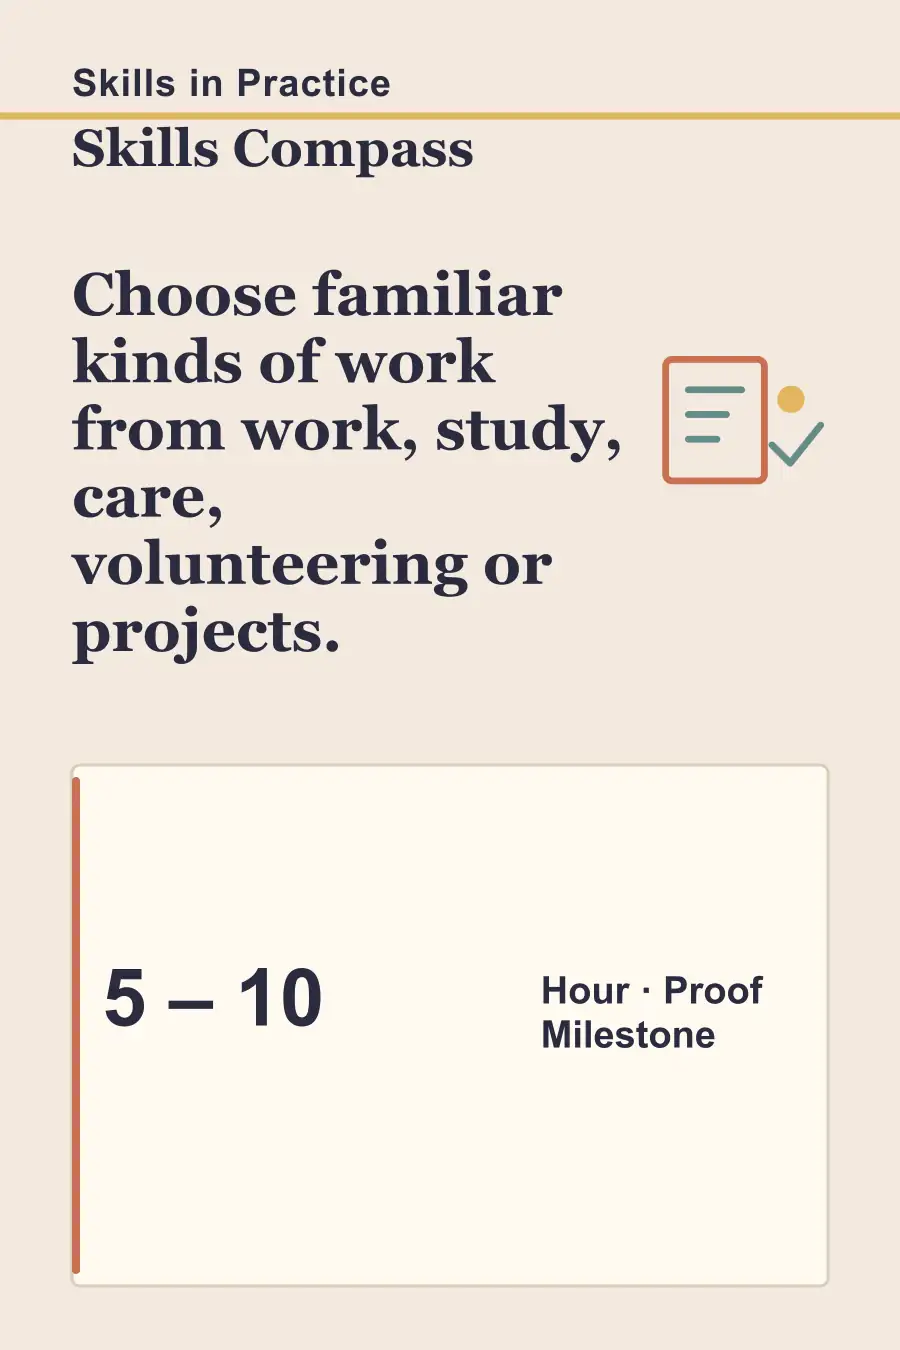 Skills in Practice
Skills Compass
Choose familiar
kinds of work
from work, study,
care,
volunteering or
projects.
5 – 10
Hour · Proof
Milestone